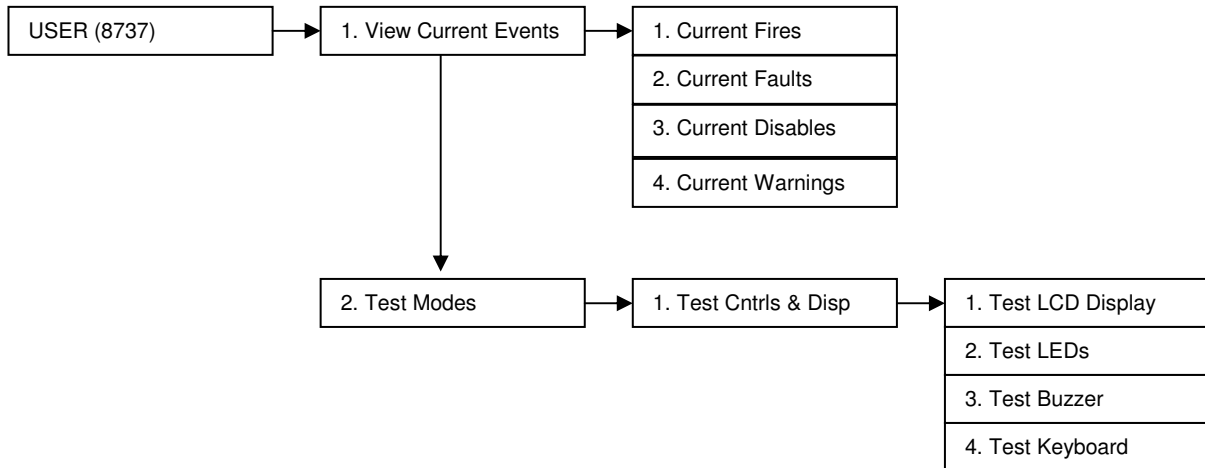 USER (8737)
1. View Current Events
1. Current Fires
2. Current Faults
3. Current Disables
4. Current Warnings
2. Test Modes
1. Test Cntrls & Disp
1. Test LCD Display
2. Test LEDs
3. Test Buzzer
4. Test Keyboard